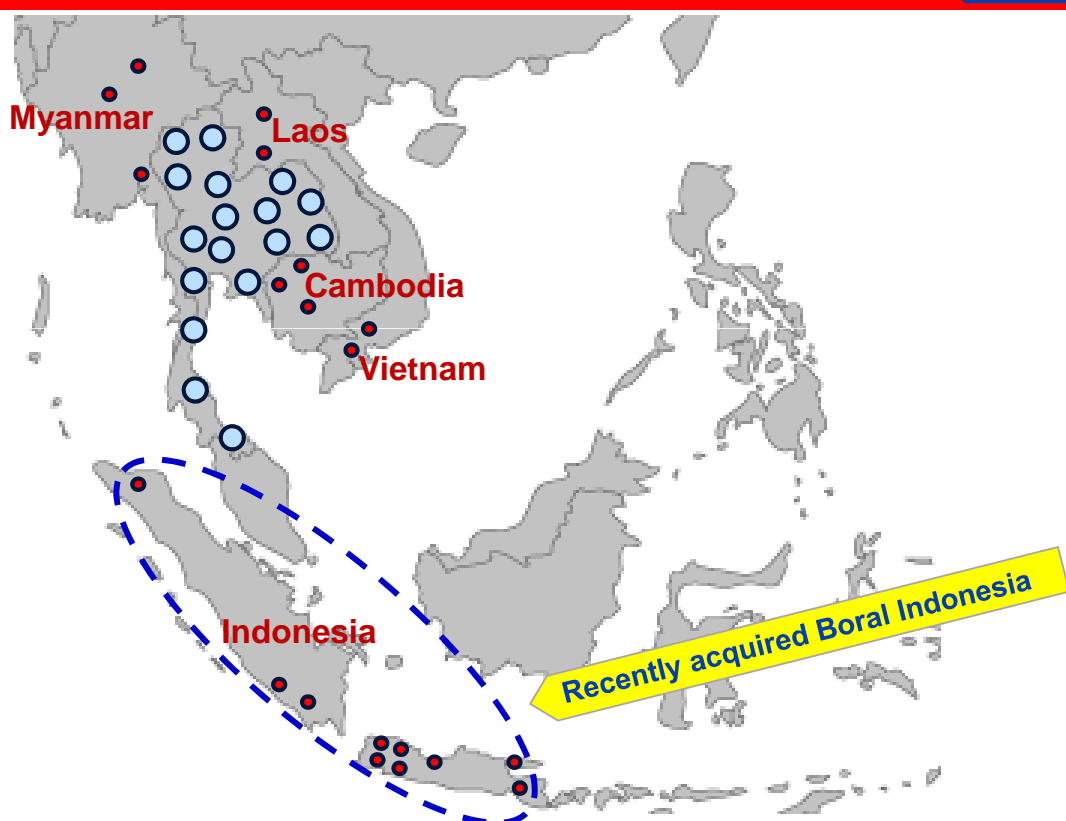 Myanmar
Laos
Cambodia
Vietnam
Indonesia
Recently acquired Boral Indonesia